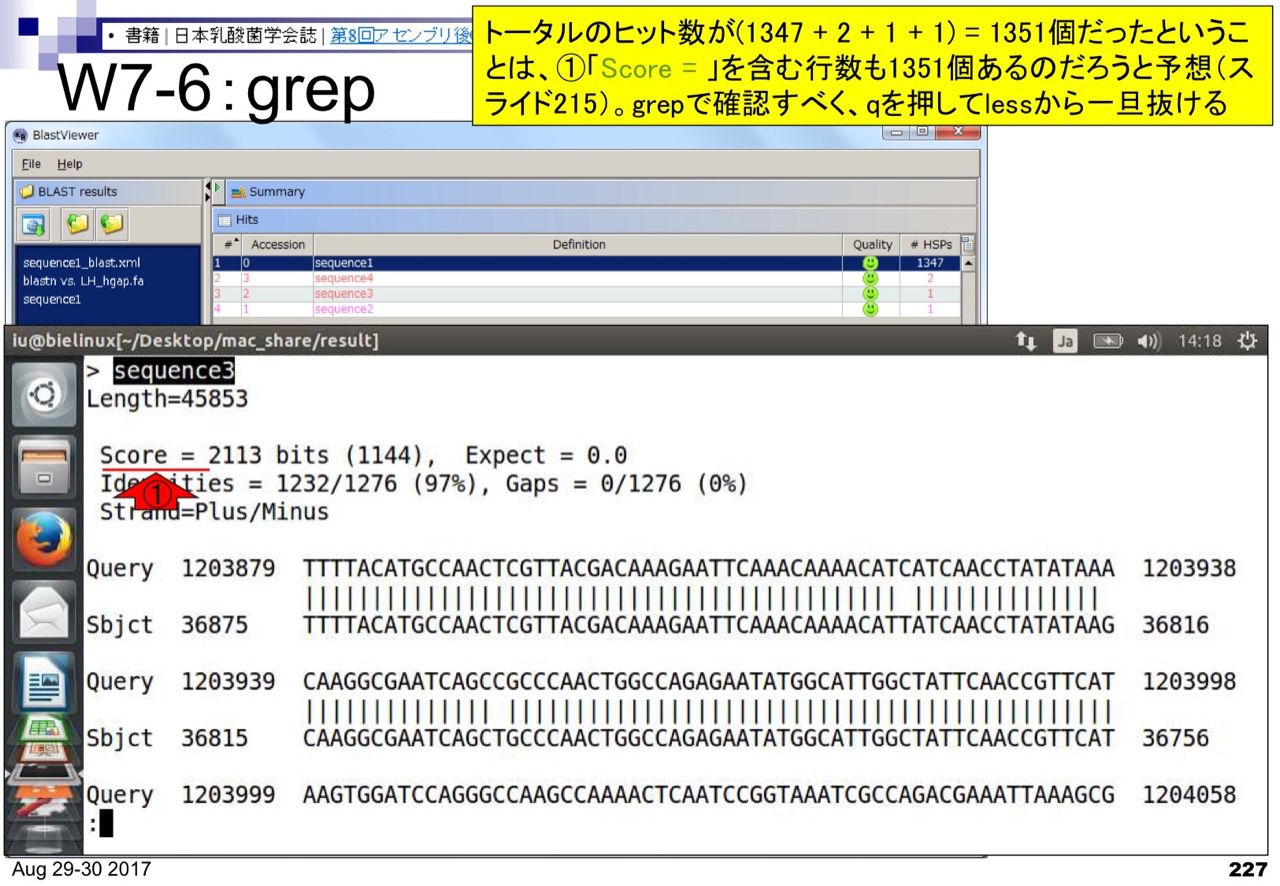 • 書籍 | 日本乳酸菌学会誌 | 第8回アセンブリ後
トータルのヒット数が(1347 + 2 + 1 + 1) = 1351個だったというこ
とは、①「Score = 」を含む行数も1351個あるのだろうと予想(ス
ライド215)。grepで確認すべく、qを押してlessから一旦抜ける
W7-6:grep
BlastViewer
File Help
BLAST results
Summary
Hits
# Accession Definition Quality # HSPs
sequence1_blast.xml
blastn vs. LH_hgap.fa
sequence1
1 0 sequence1 1347
2 3 sequence4 2
3 2 sequence3 1
4 1 sequence2 1
iu@bielinux[~/Desktop/mac_share/result] Ja 14:18
> sequence3
Length=45853
Score = 2113 bits (1144), Expect = 0.0
Identities = 1232/1276 (97%), Gaps = 0/1276 (0%)
①
Strand=Plus/Minus
Query 1203879 TTTTACATGCCAACTCGTTACGACAAAGAATTCAAACAAAACATCATCAACCTATATAAA 1203938
|||||||||||||||||||||||||||||||||||||||||||| ||||||||||||||
Sbjct 36875 TTTTACATGCCAACTCGTTACGACAAAGAATTCAAACAAAACATTATCAACCTATATAAG 36816
Query 1203939 CAAGGCGAATCAGCCGCCCAACTGGCCAGAGAATATGGCATTGGCTATTCAACCGTTCAT 1203998
|||||||||||||| |||||||||||||||||||||||||||||||||||||||||||||
Sbjct 36815 CAAGGCGAATCAGCTGCCCAACTGGCCAGAGAATATGGCATTGGCTATTCAACCGTTCAT 36756
Query 1203999 AAGTGGATCCAGGGCCAAGCCAAAACTCAATCCGGTAAATCGCCAGACGAAATTAAAGCG 1204058
:
Aug 29-30 2017
227